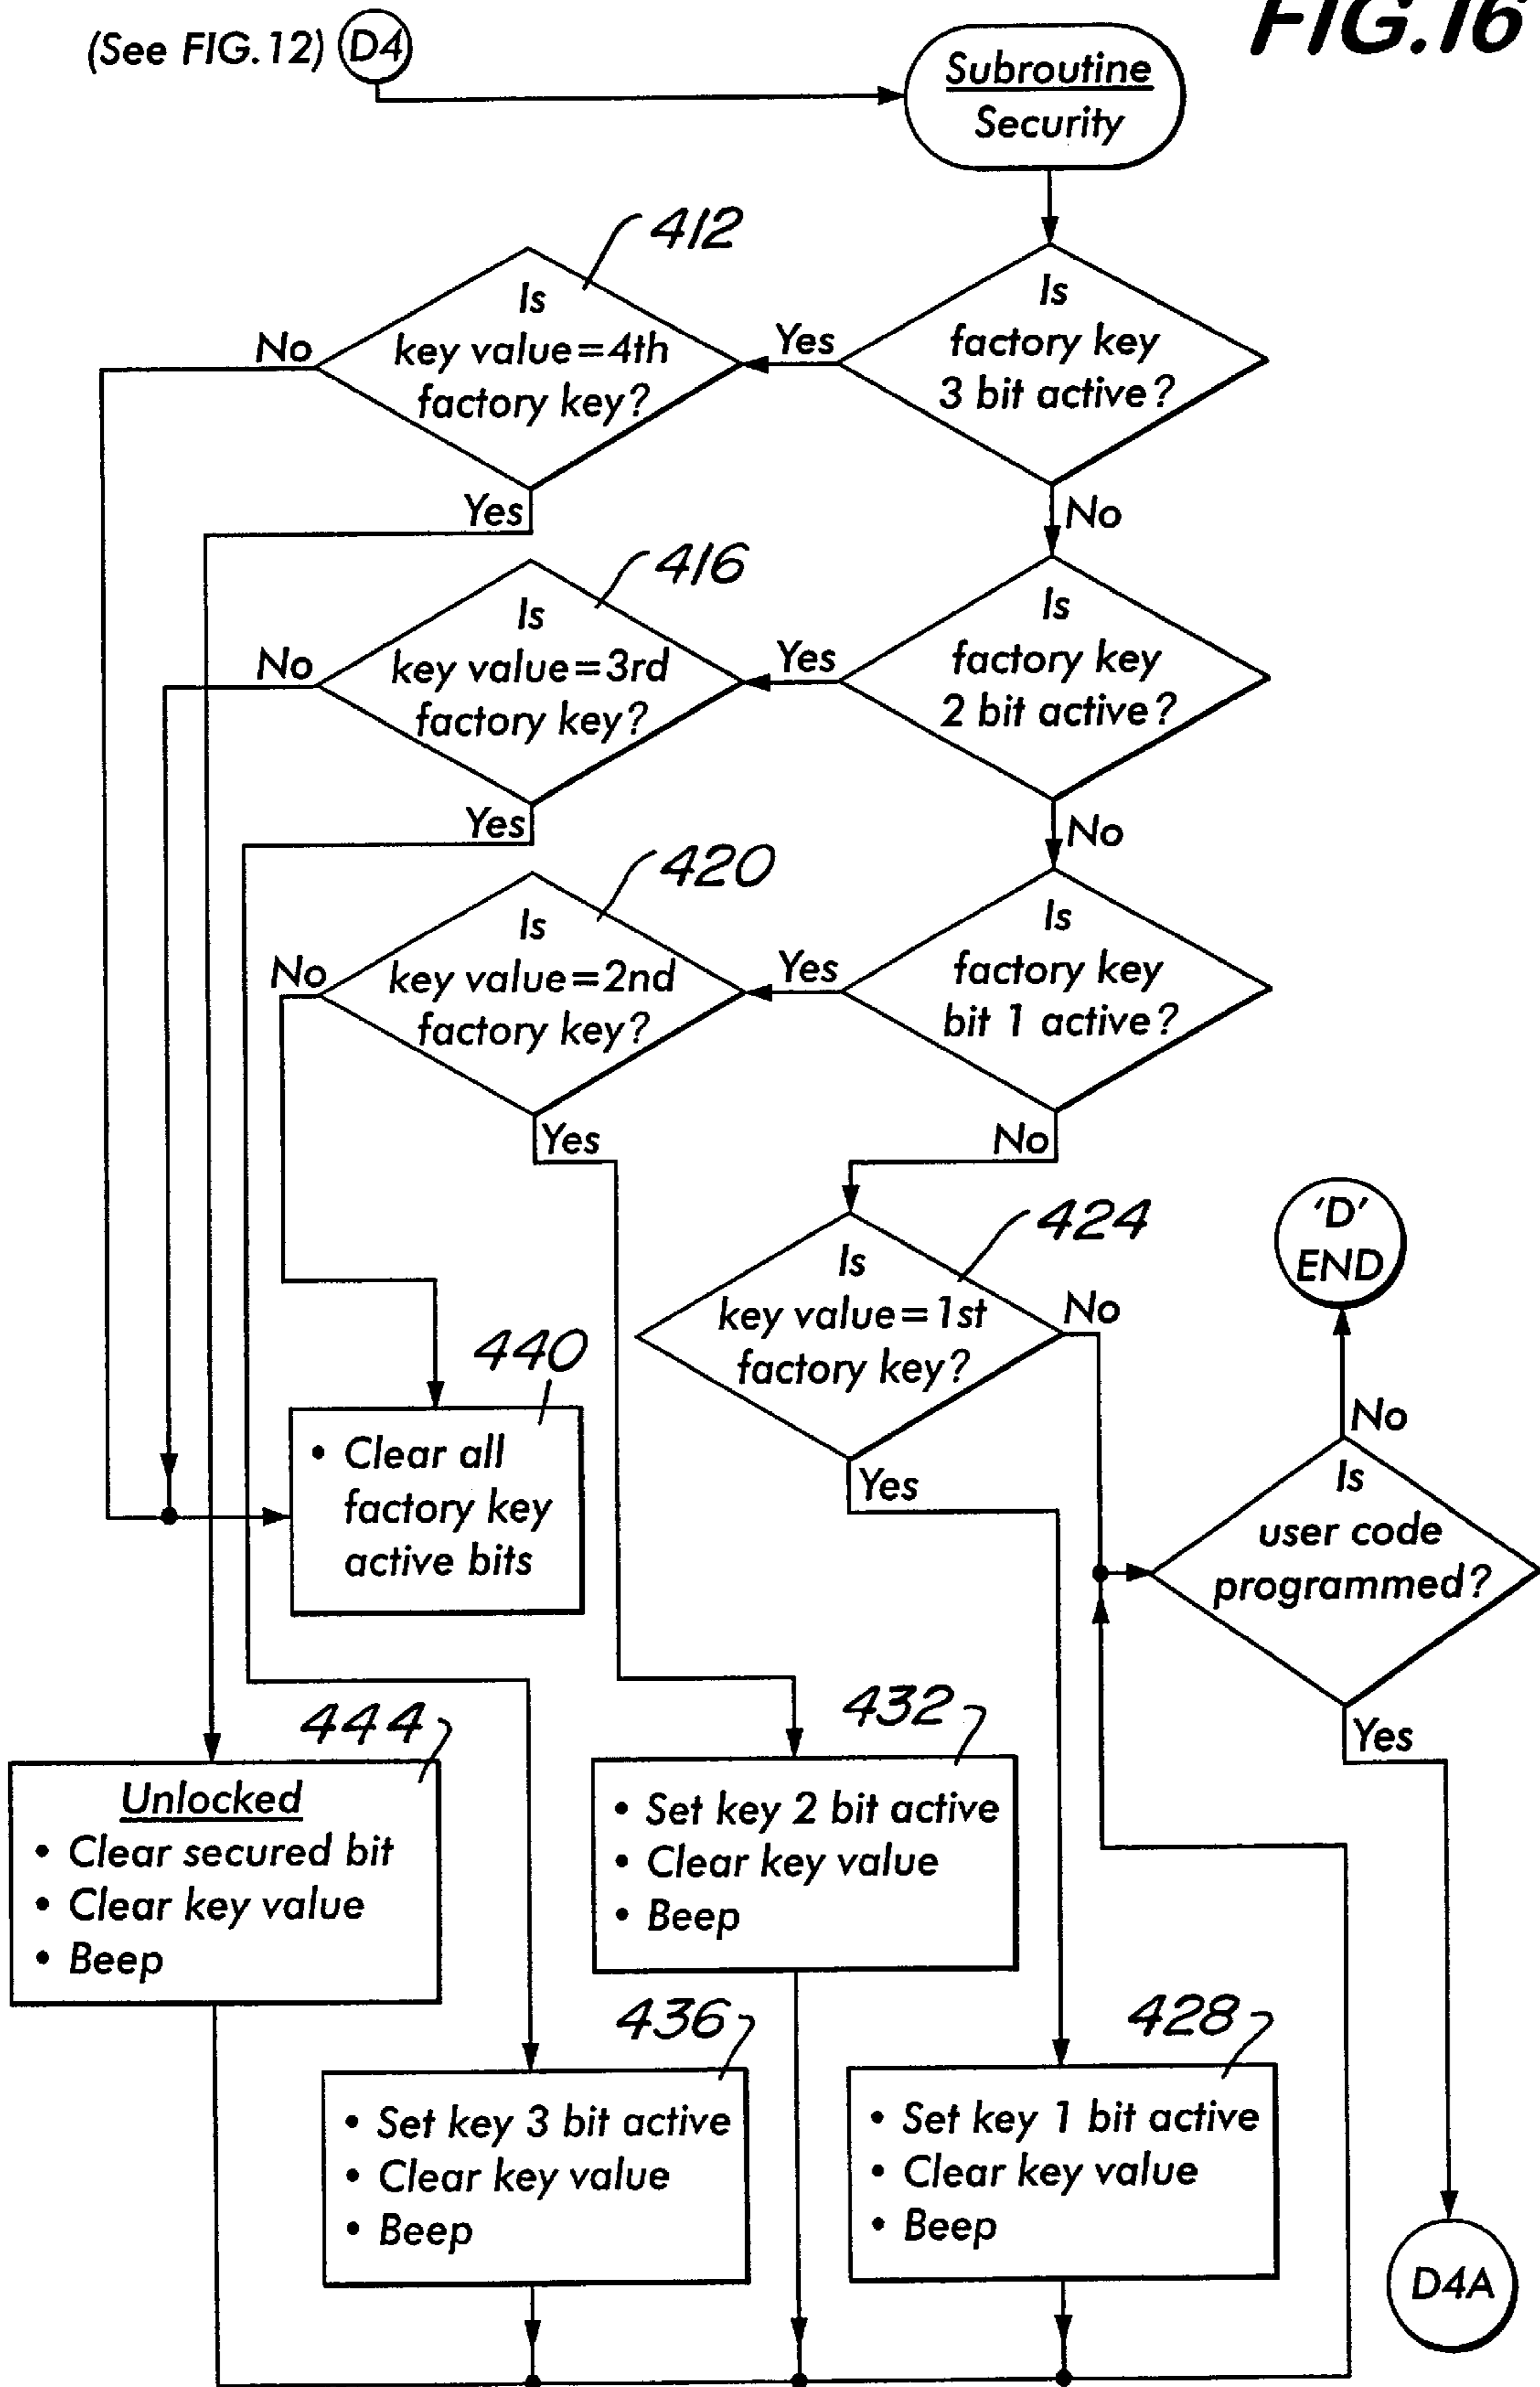 FIG.16
(See FIG.12) D4
Subroutine
Security
412
Is
key value=4th
factory key?
No
Yes
Yes
Is
factory key
3 bit active?
No
416
Is
key value=3rd
factory key?
No
Yes
Yes
Is
factory key
2 bit active?
No
420
Is
key value=2nd
factory key?
No
Yes
Yes
Is
factory key
bit 1 active?
No
424
Is
key value=1st
factory key?
No
Yes
'D'
END
No
Is
user code
programmed?
Yes
440
• Clear all
factory key
active bits
444
Unlocked
• Clear secured bit
• Clear key value
• Beep
432
• Set key 2 bit active
• Clear key value
• Beep
436
• Set key 3 bit active
• Clear key value
• Beep
428
• Set key 1 bit active
• Clear key value
• Beep
D4A